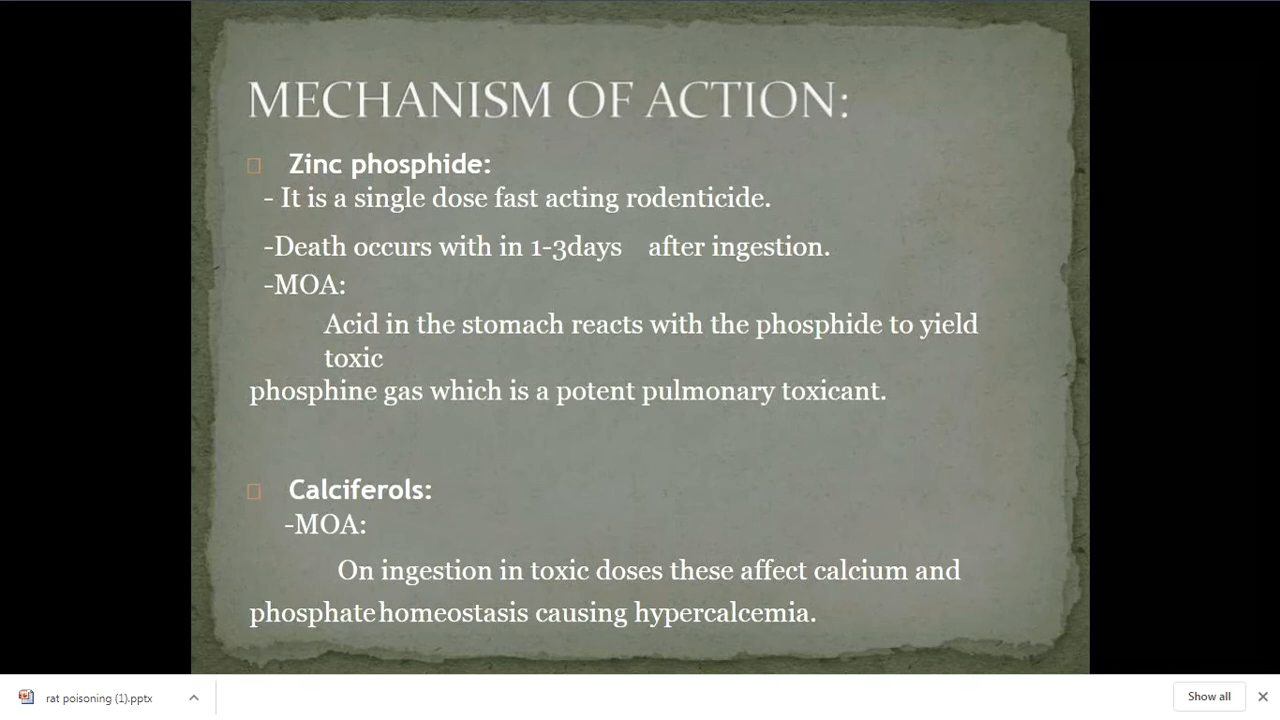 MECHANISM OF ACTION:
Zinc phosphide:
- It is a single dose fast acting rodenticide.
-Death occurs with in 1-3days after ingestion.
-MOA:
Acid in the stomach reacts with the phosphide to yield
toxic
phosphine gas which is a potent pulmonary toxicant.
Calciferols:
-MOA:
On ingestion in toxic doses these affect calcium and
phosphate homeostasis causing hypercalcemia.
rat poisoning (1).pptx
Show all